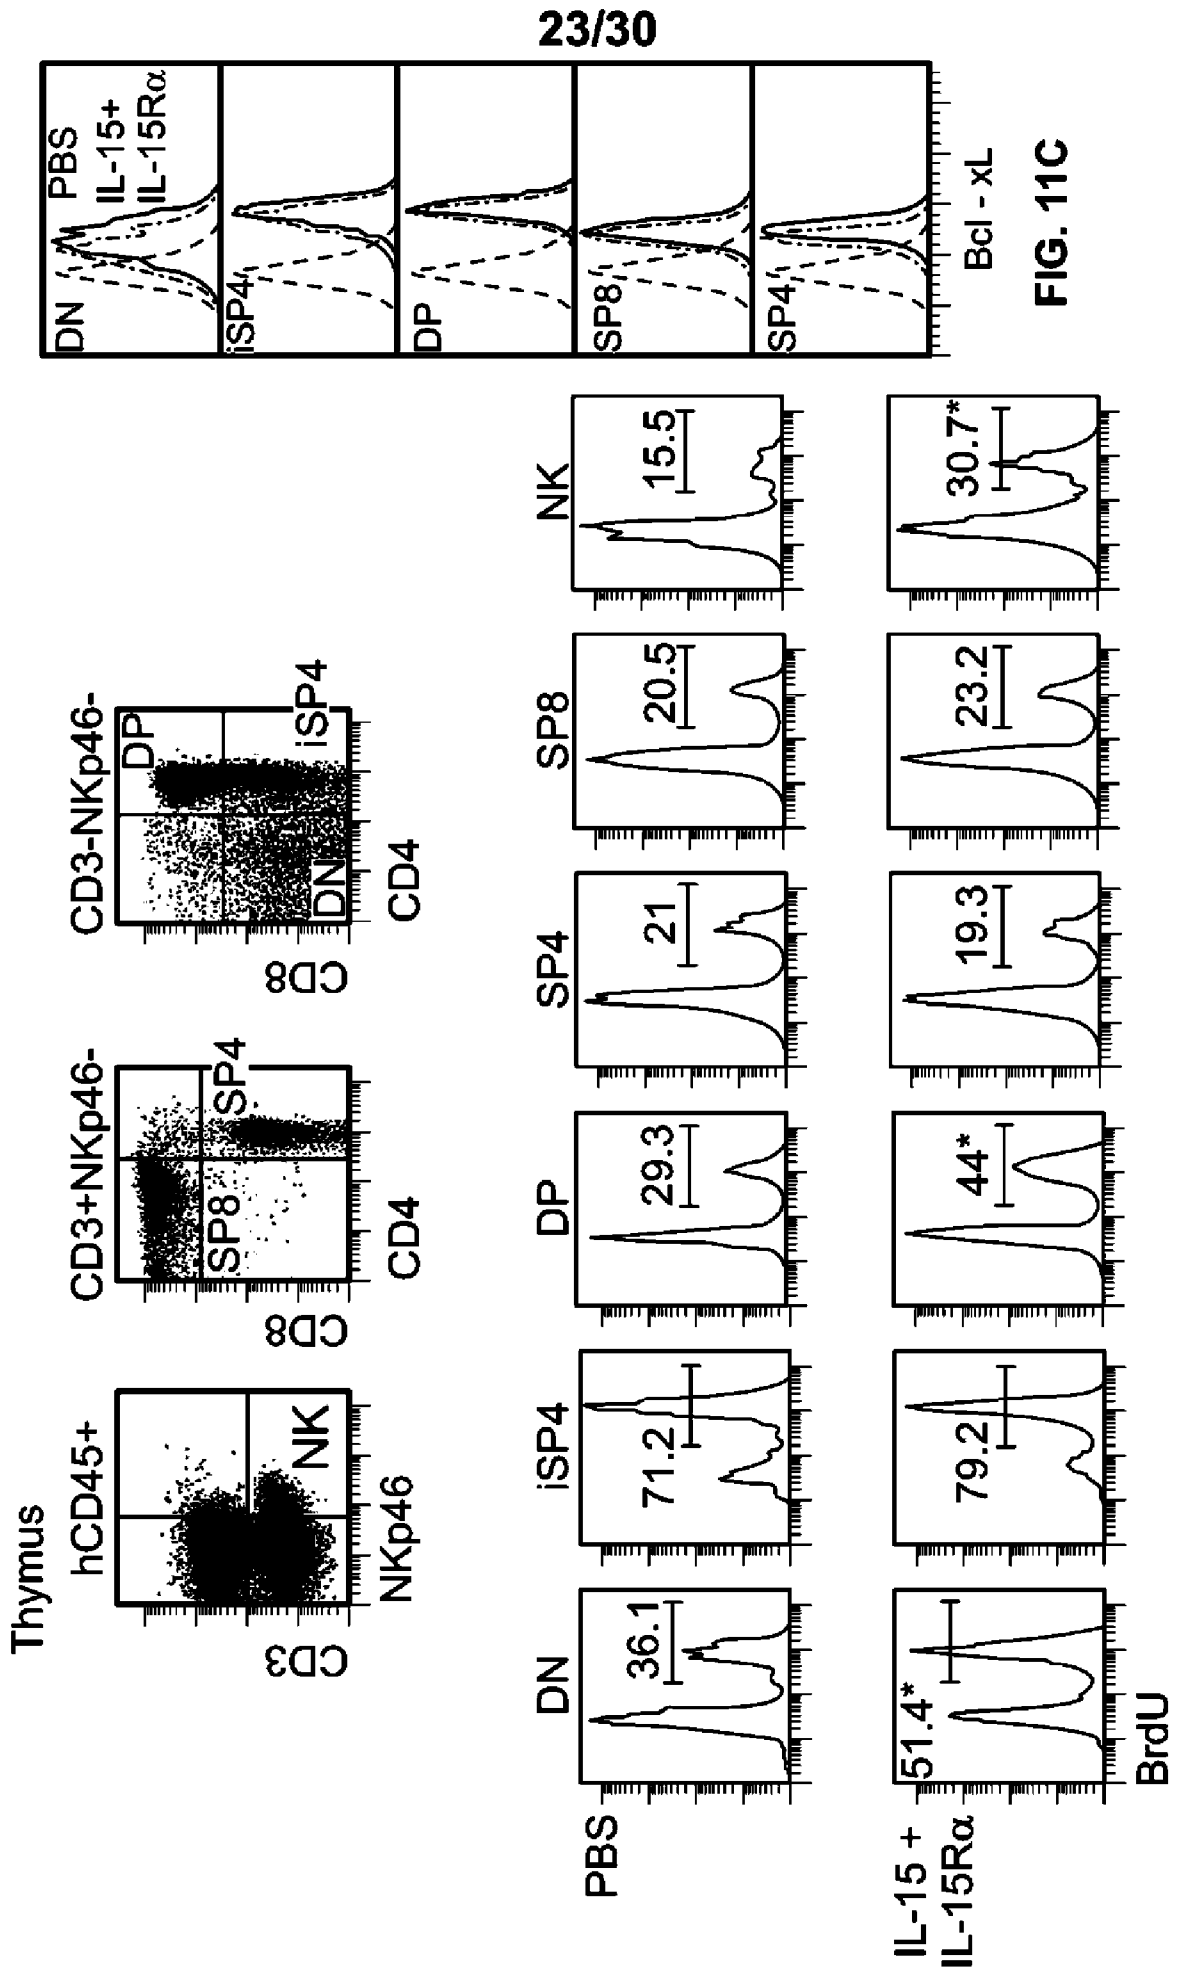 23/30
Thymus
hCD45+
CD3
NKp46
NK
CD3+NKp46-
CD8
CD4
SP8
SP4
CD3-NKp46-
CD8
CD4
DP
DN
iSP4
DN
iSP4
DP
SP4
SP8
NK
PBS
36.1
71.2
29.3
21
20.5
15.5
IL-15 +
IL-15Rα
51.4*
79.2
44*
19.3
23.2
30.7*
BrdU
DN
PBS
IL-15+
IL-15Rα
iSP4
DP
SP8
SP4
Bcl - xL
FIG. 11C